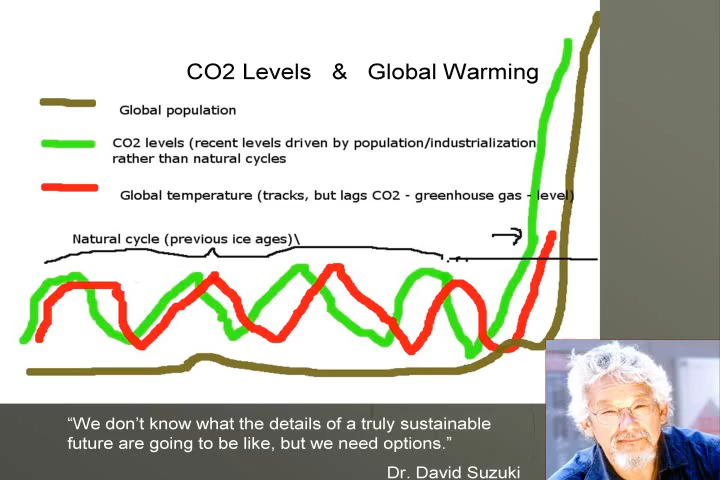 CO2 Levels & Global Warming
Global population
CO2 levels (recent levels driven by population/industrialization
rather than natural cycles
Global temperature (tracks, but lags CO2 - greenhouse gas - level)
Natural cycle (previous ice ages)\
“We don’t know what the details of a truly sustainable
future are going to be like, but we need options.”
Dr. David Suzuki